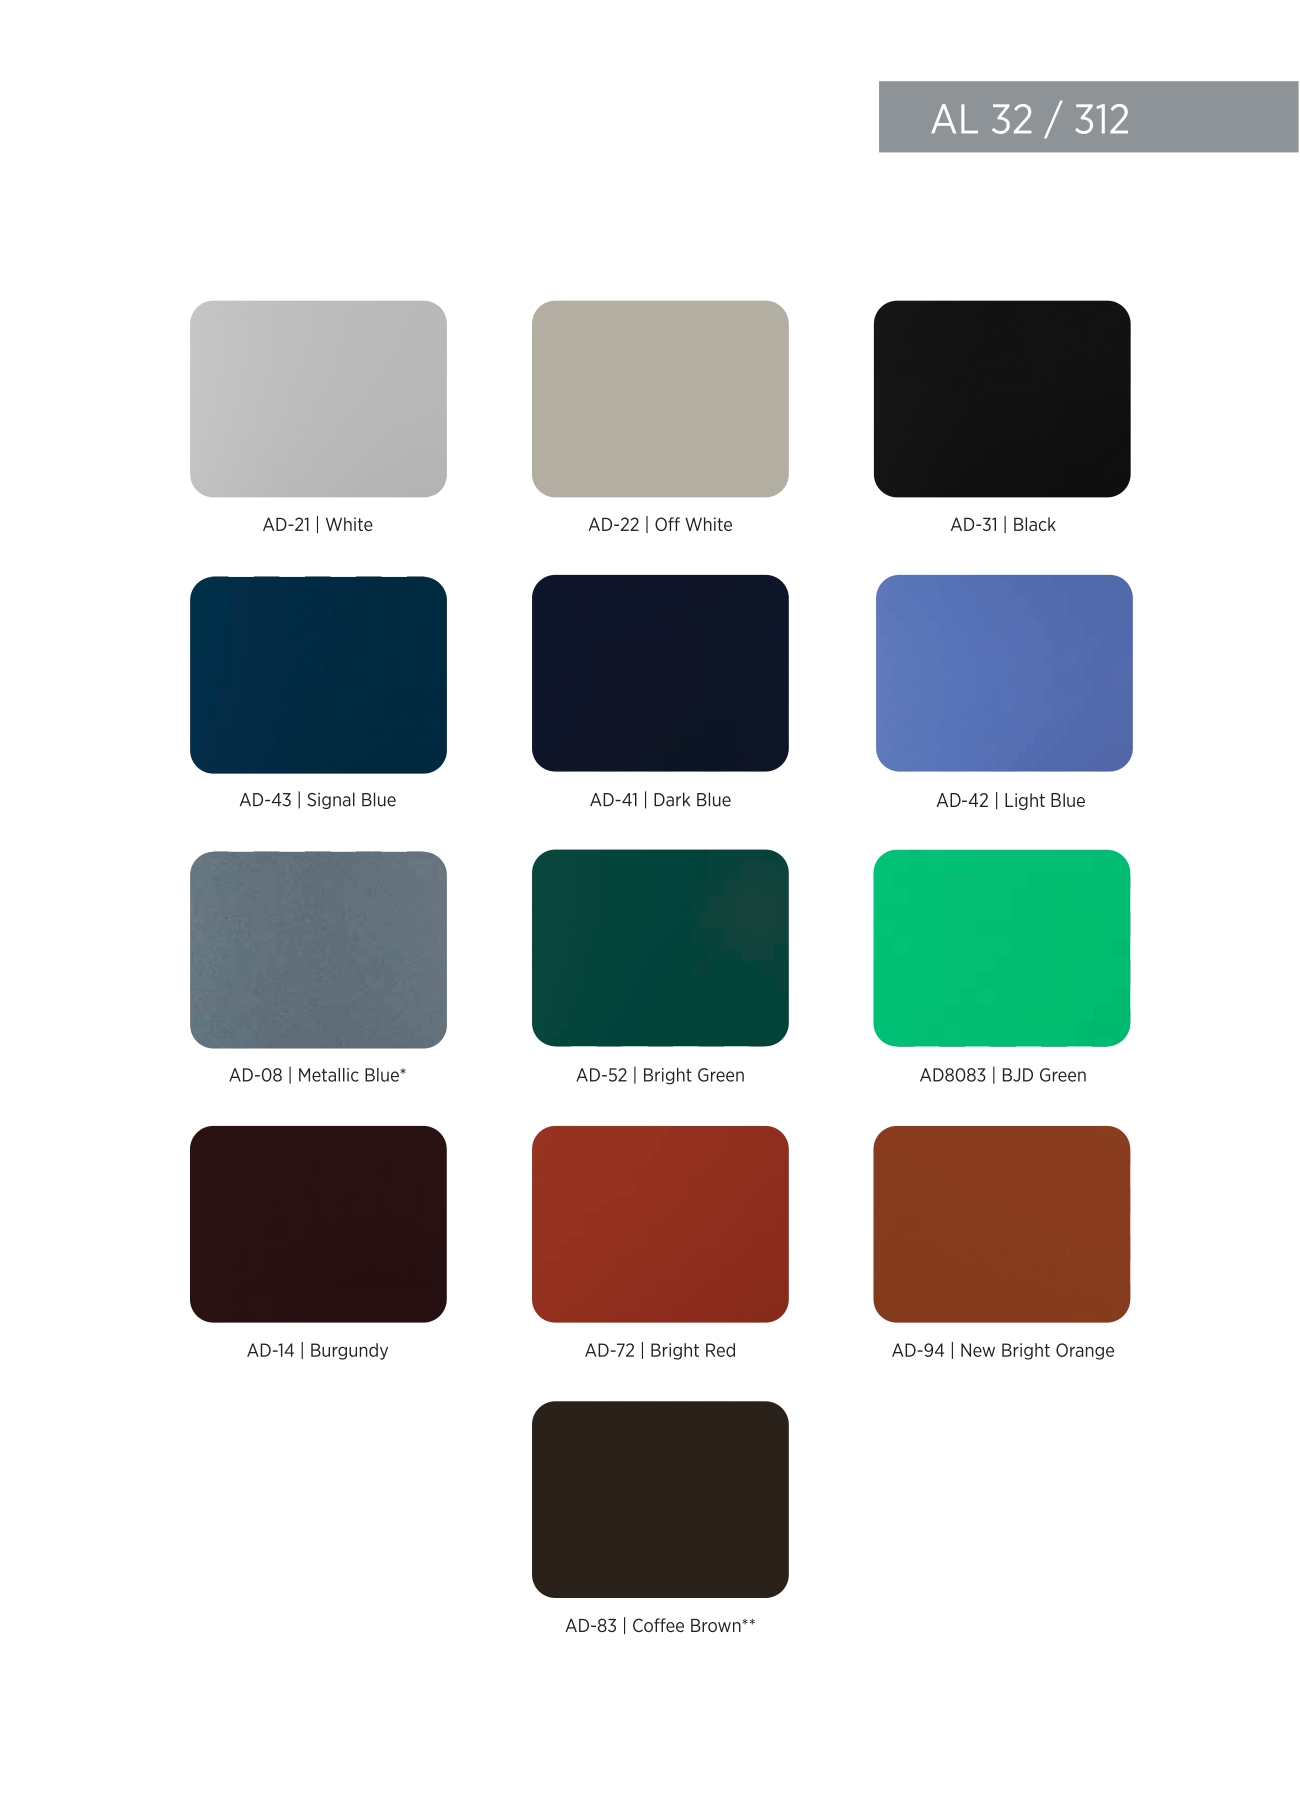 AL 32 / 312
AD-21 | White
AD-22 | Off White
AD-31 | Black
AD-43 | Signal Blue
AD-41 | Dark Blue
AD-42 | Light Blue
AD-08 | Metallic Blue*
AD-52 | Bright Green
AD8083 | BJD Green
AD-14 | Burgundy
AD-72 | Bright Red
AD-94 | New Bright Orange
AD-83 | Coffee Brown**